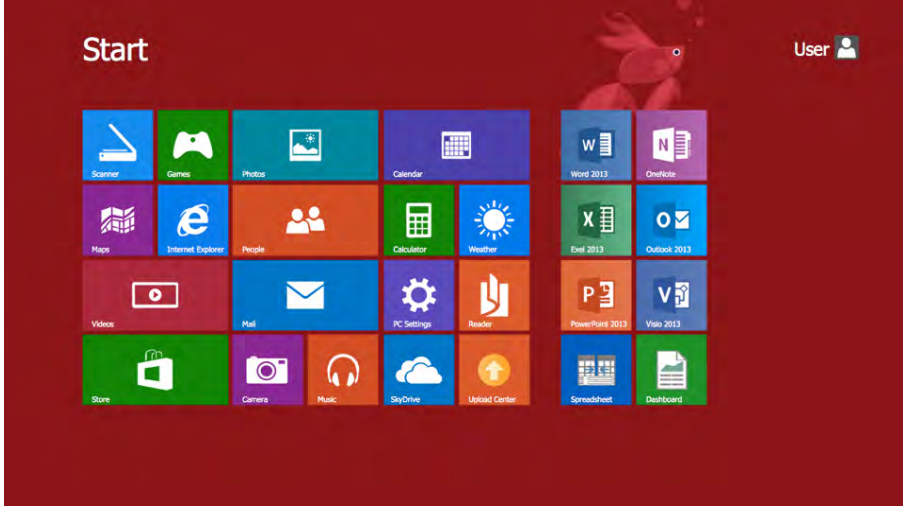 Start
User
Scanner
Games
Photos
Calendar
W
Word 2013
N
OneNote
Maps
Internet Explorer
People
Calculator
Weather
X
Exel 2013
O
Outlook 2013
Videos
Mail
PC Settings
Reader
P
PowerPoint 2013
V
Visio 2013
Store
Camera
Music
SkyDrive
Upload Center
Spreadsheet
Dashboard